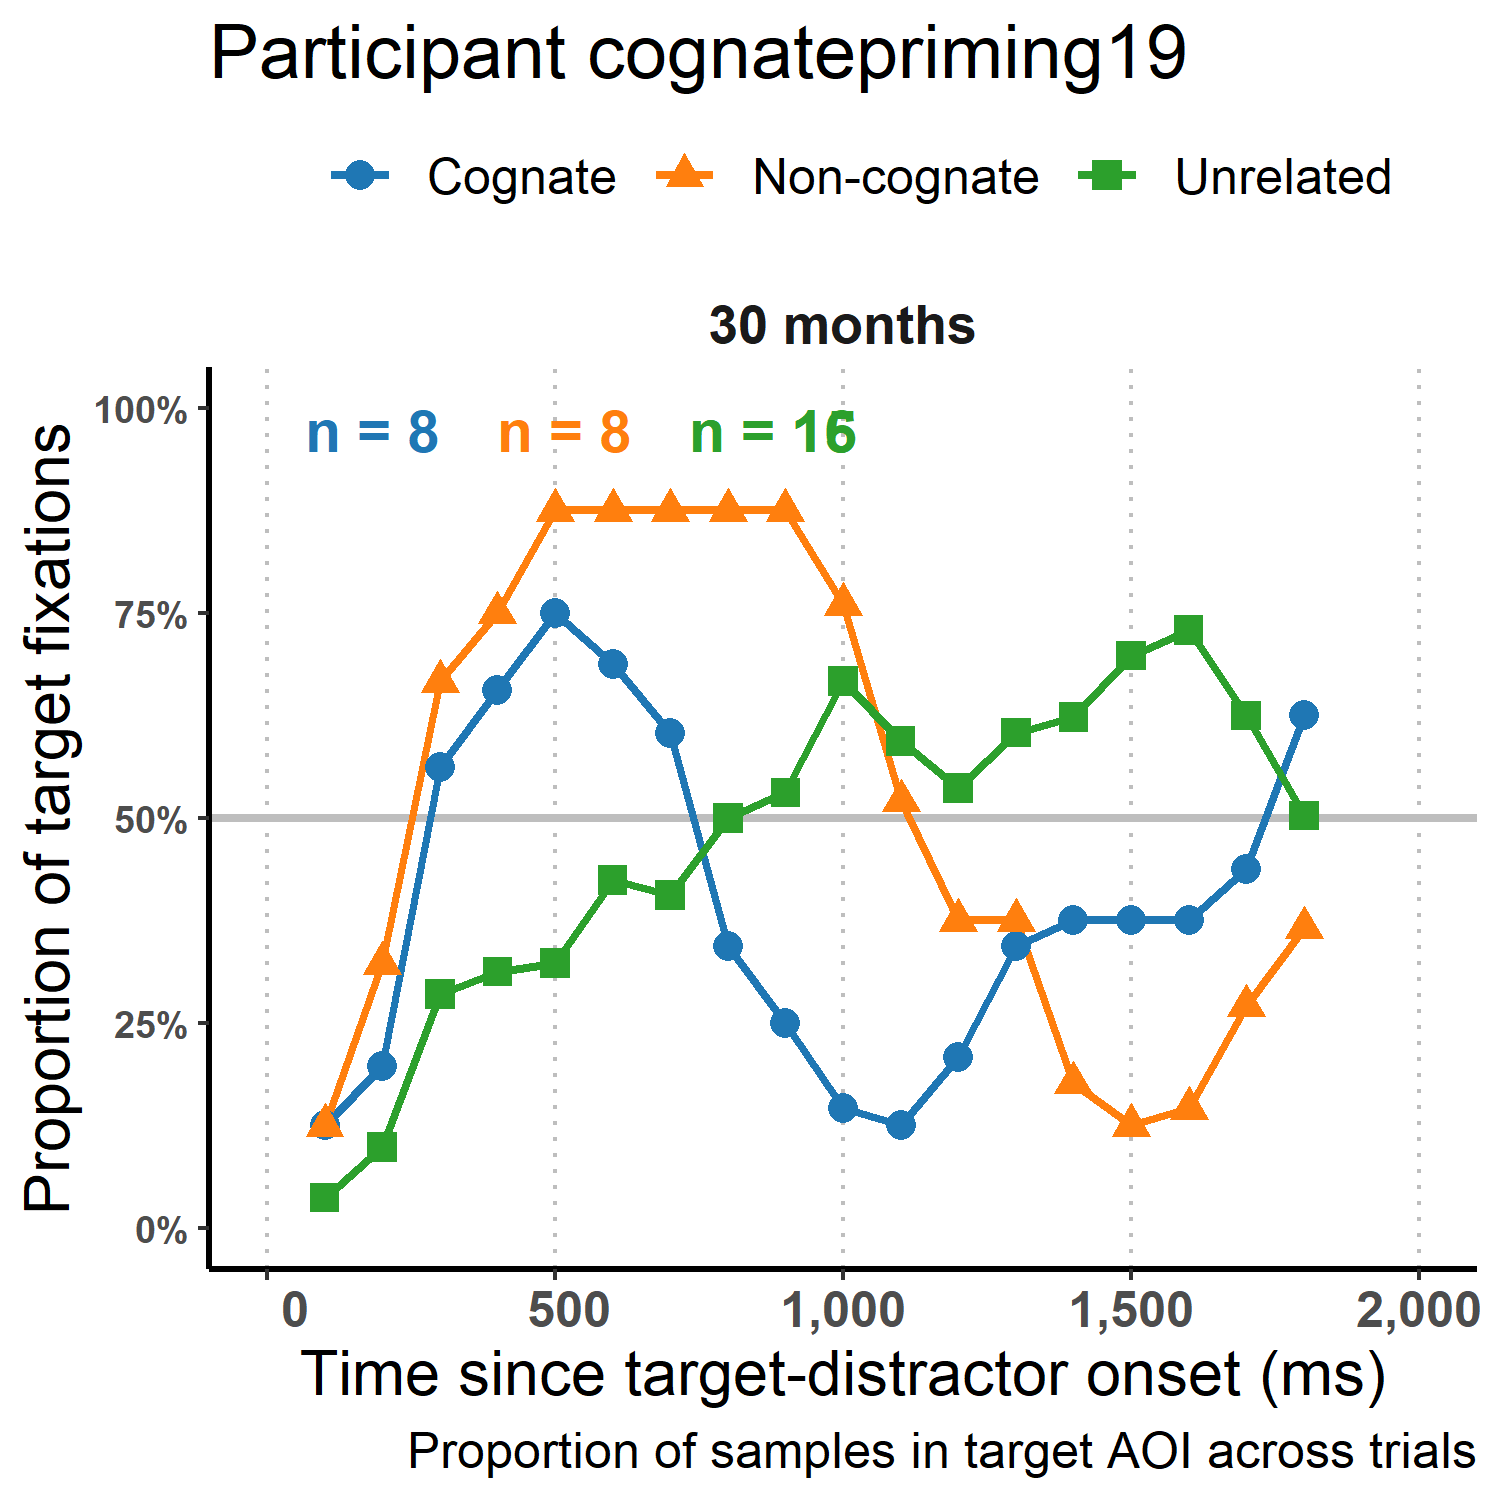 Participant cognatepriming19
Cognate Non-cognate Unrelated
30 months
n = 8 n = 8 n =
100%
75%
50%
25%
0%
Proportion of target fixations
0 500 1,000 1,500 2,000
Time since target-distractor onset (ms)
Proportion of samples in target AOI across trials